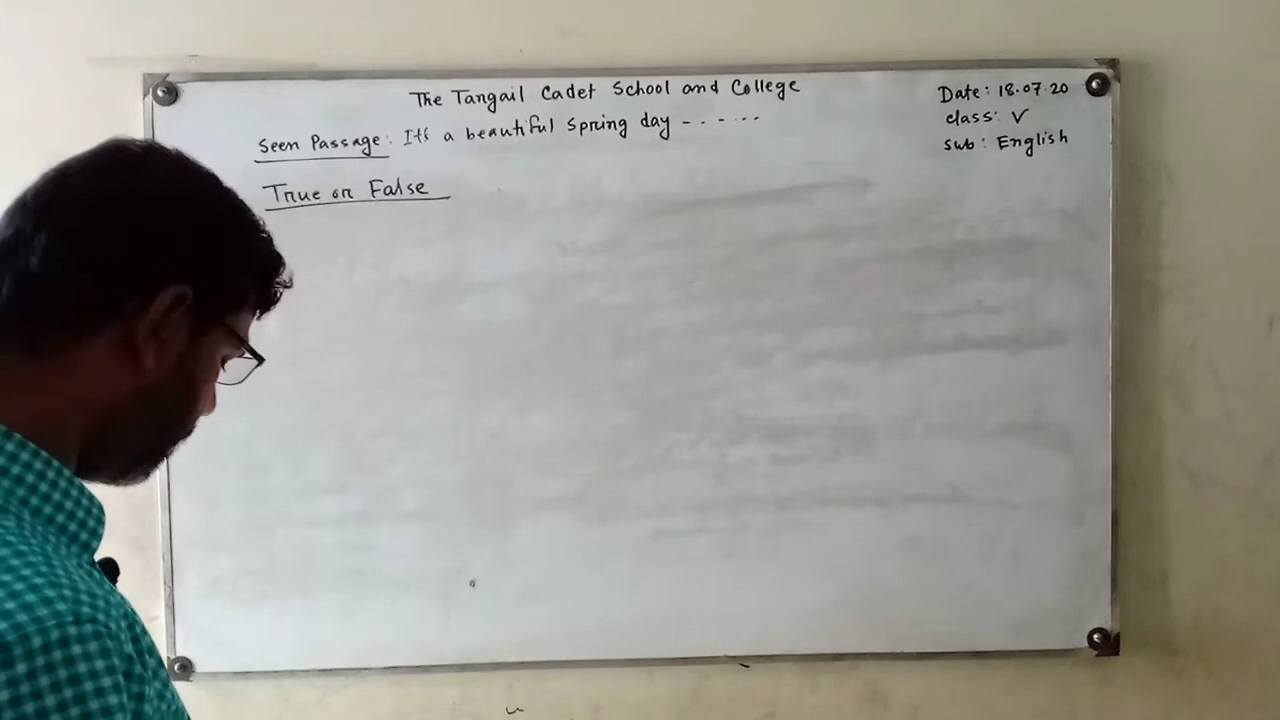 The Tangail Cadet School and College
Date: 18.07.20
class: V
Sub: English
Seen Passage: It's a beautiful spring day - - - - - -
True or False